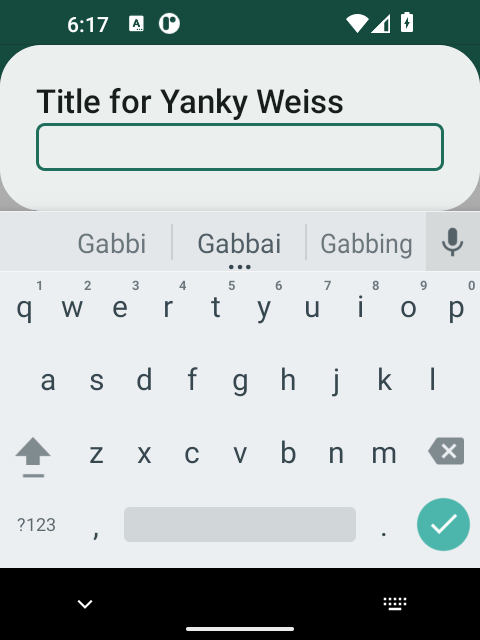 6:17
Title for Yanky Weiss
Gabbi Gabbai Gabbing
1 2 3 4 5 6 7 8 9 0
q w e r t y u i o p
a s d f g h j k l
z x c v b n m
?123 , .